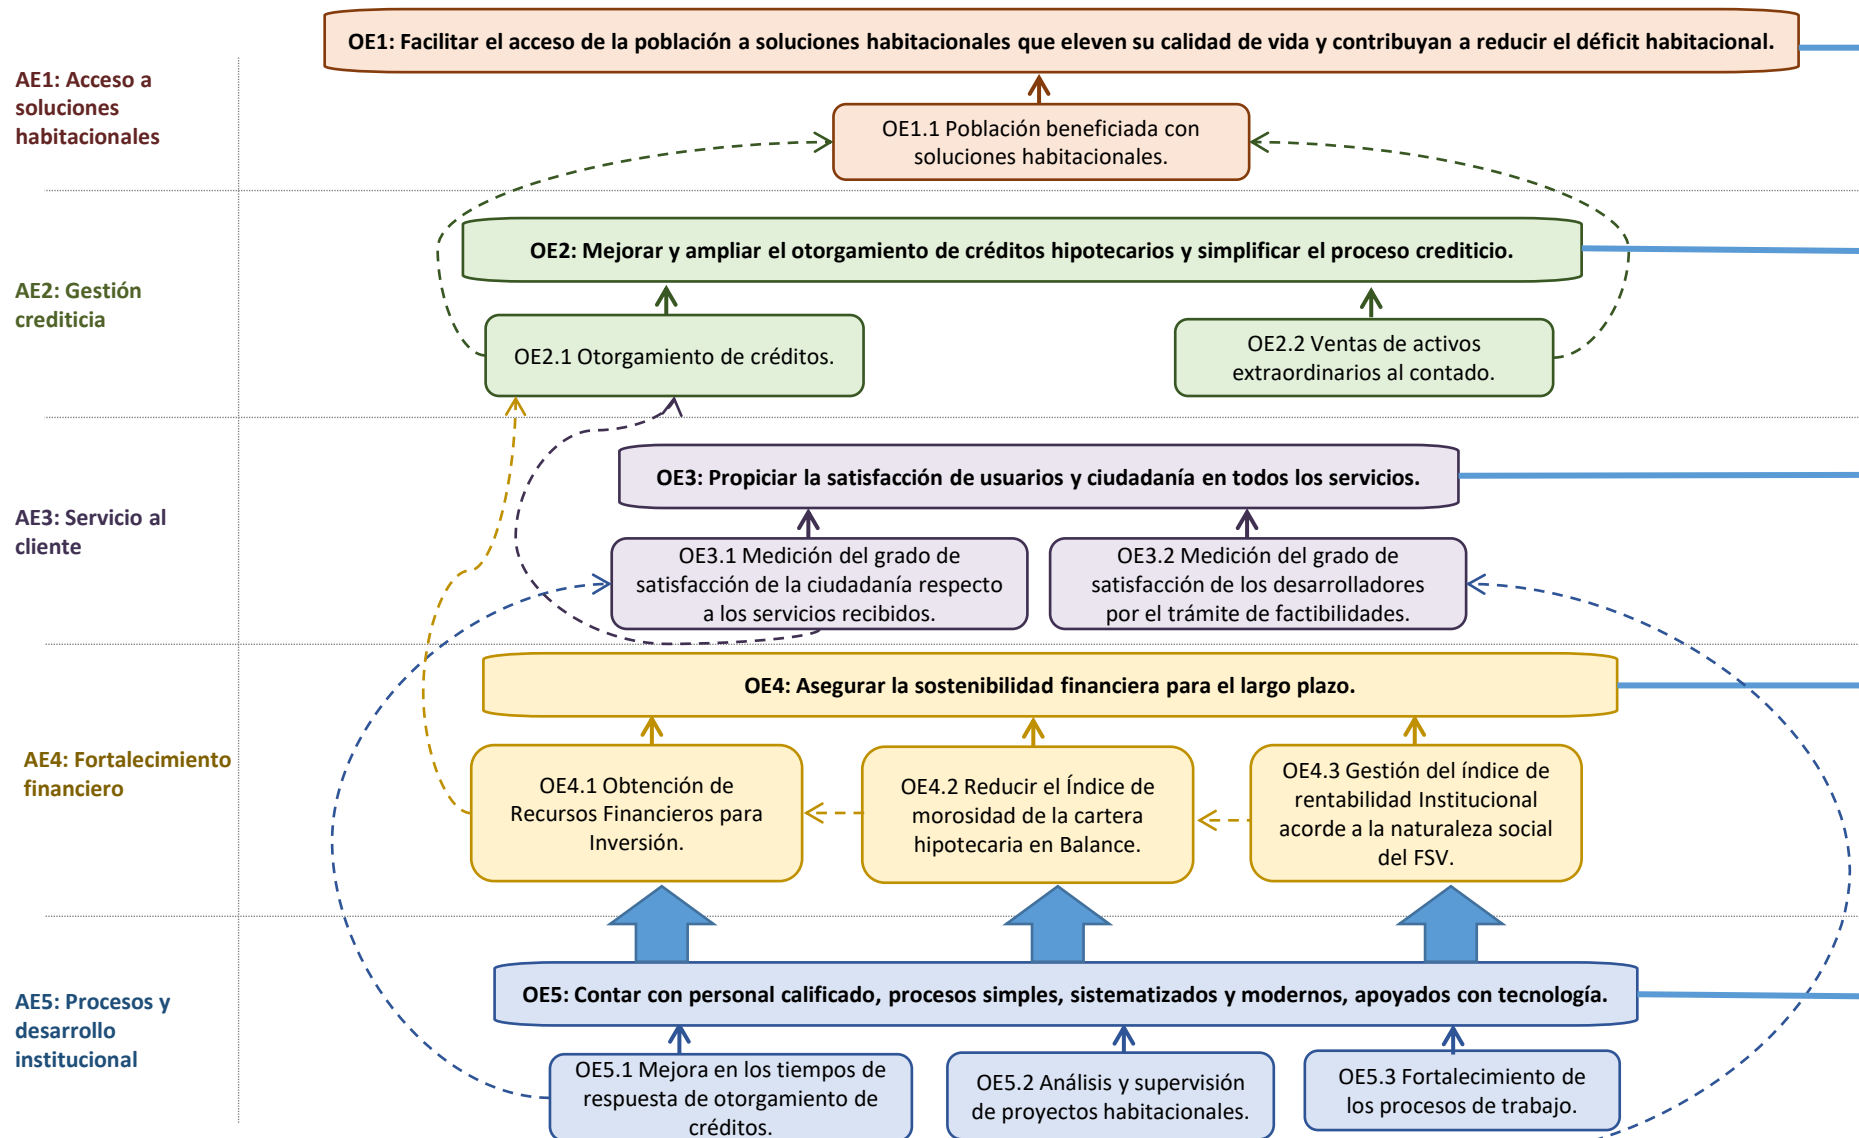 OE1: Facilitar el acceso de la población a soluciones habitacionales que eleven su calidad de vida y contribuyan a reducir el déficit habitacional.
AE1: Acceso a
soluciones
habitacionales
OE1.1 Población beneficiada con
soluciones habitacionales.
OE2: Mejorar y ampliar el otorgamiento de créditos hipotecarios y simplificar el proceso crediticio.
AE2: Gestión
crediticia
OE2.1 Otorgamiento de créditos.
OE2.2 Ventas de activos
extraordinarios al contado.
OE3: Propiciar la satisfacción de usuarios y ciudadanía en todos los servicios.
AE3: Servicio al
cliente
OE3.1 Medición del grado de
satisfacción de la ciudadanía respecto
a los servicios recibidos.
OE3.2 Medición del grado de
satisfacción de los desarrolladores
por el trámite de factibilidades.
OE4: Asegurar la sostenibilidad financiera para el largo plazo.
AE4: Fortalecimiento
financiero
OE4.1 Obtención de
Recursos Financieros para
Inversión.
OE4.2 Reducir el Índice de
morosidad de la cartera
hipotecaria en Balance.
OE4.3 Gestión del índice de
rentabilidad Institucional
acorde a la naturaleza social
del FSV.
OE5: Contar con personal calificado, procesos simples, sistematizados y modernos, apoyados con tecnología.
AE5: Procesos y
desarrollo
institucional
OE5.1 Mejora en los tiempos de
respuesta de otorgamiento de
créditos.
OE5.2 Análisis y supervisión
de proyectos habitacionales.
OE5.3 Fortalecimiento de
los procesos de trabajo.